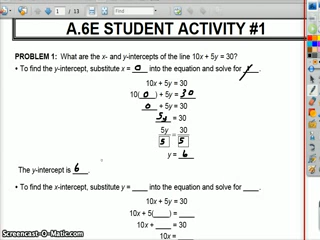 1 / 13
A.6E STUDENT ACTIVITY #1
PROBLEM 1: What are the x- and y-intercepts of the line 10x + 5y = 30?
• To find the y-intercept, substitute x = 0 into the equation and solve for y.
10x + 5y = 30
10( 0 ) + 5y = 30
0 + 5y = 30
5y = 30
5y 30
5 5
y = 6
The y-intercept is 6.
• To find the x-intercept, substitute y = ____ into the equation and solve for ____.
10x + 5y = 30
10x + 5(____) = ____
10x + ____ = ____
10x = ____
Screencast-O-Matic.com